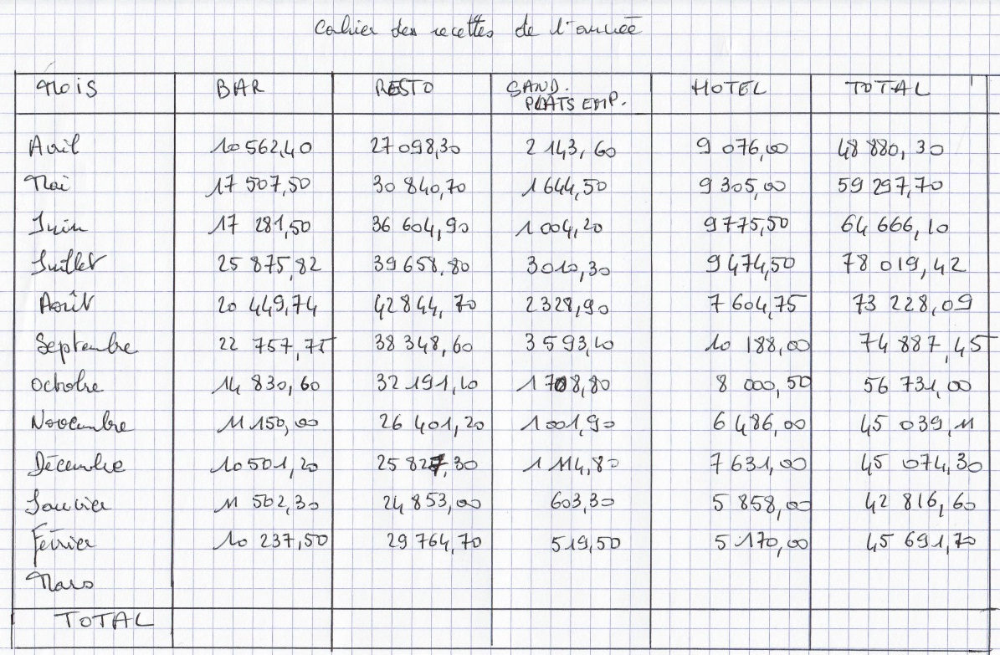 Cahier des recettes de l'année
Mois BAR RESTO SAND. PLATS EMP. HOTEL TOTAL
Avril 10 562,40 27 098,30 2 143,60 9 076,00 48 880,30
Mai 17 507,50 30 840,70 1 644,50 9 305,00 59 297,70
Juin 17 281,50 36 604,90 1 004,20 9 775,50 64 666,10
Juillet 25 875,82 39 658,80 3 010,30 9 474,50 78 019,42
Août 20 449,74 42 844,70 2 328,90 7 604,75 73 228,09
Septembre 22 757,75 38 348,60 3 593,10 10 188,00 74 887,45
Octobre 14 830,60 32 191,10 1 708,80 8 000,50 56 731,00
Novembre 11 150,00 26 401,20 1 001,90 6 486,00 45 039,11
Décembre 10 501,20 25 827,30 1 114,80 7 631,00 45 074,30
Janvier 11 502,30 24 853,00 603,30 5 858,00 42 816,60
Février 10 237,50 29 764,70 519,50 5 170,00 45 691,70
Mars
TOTAL